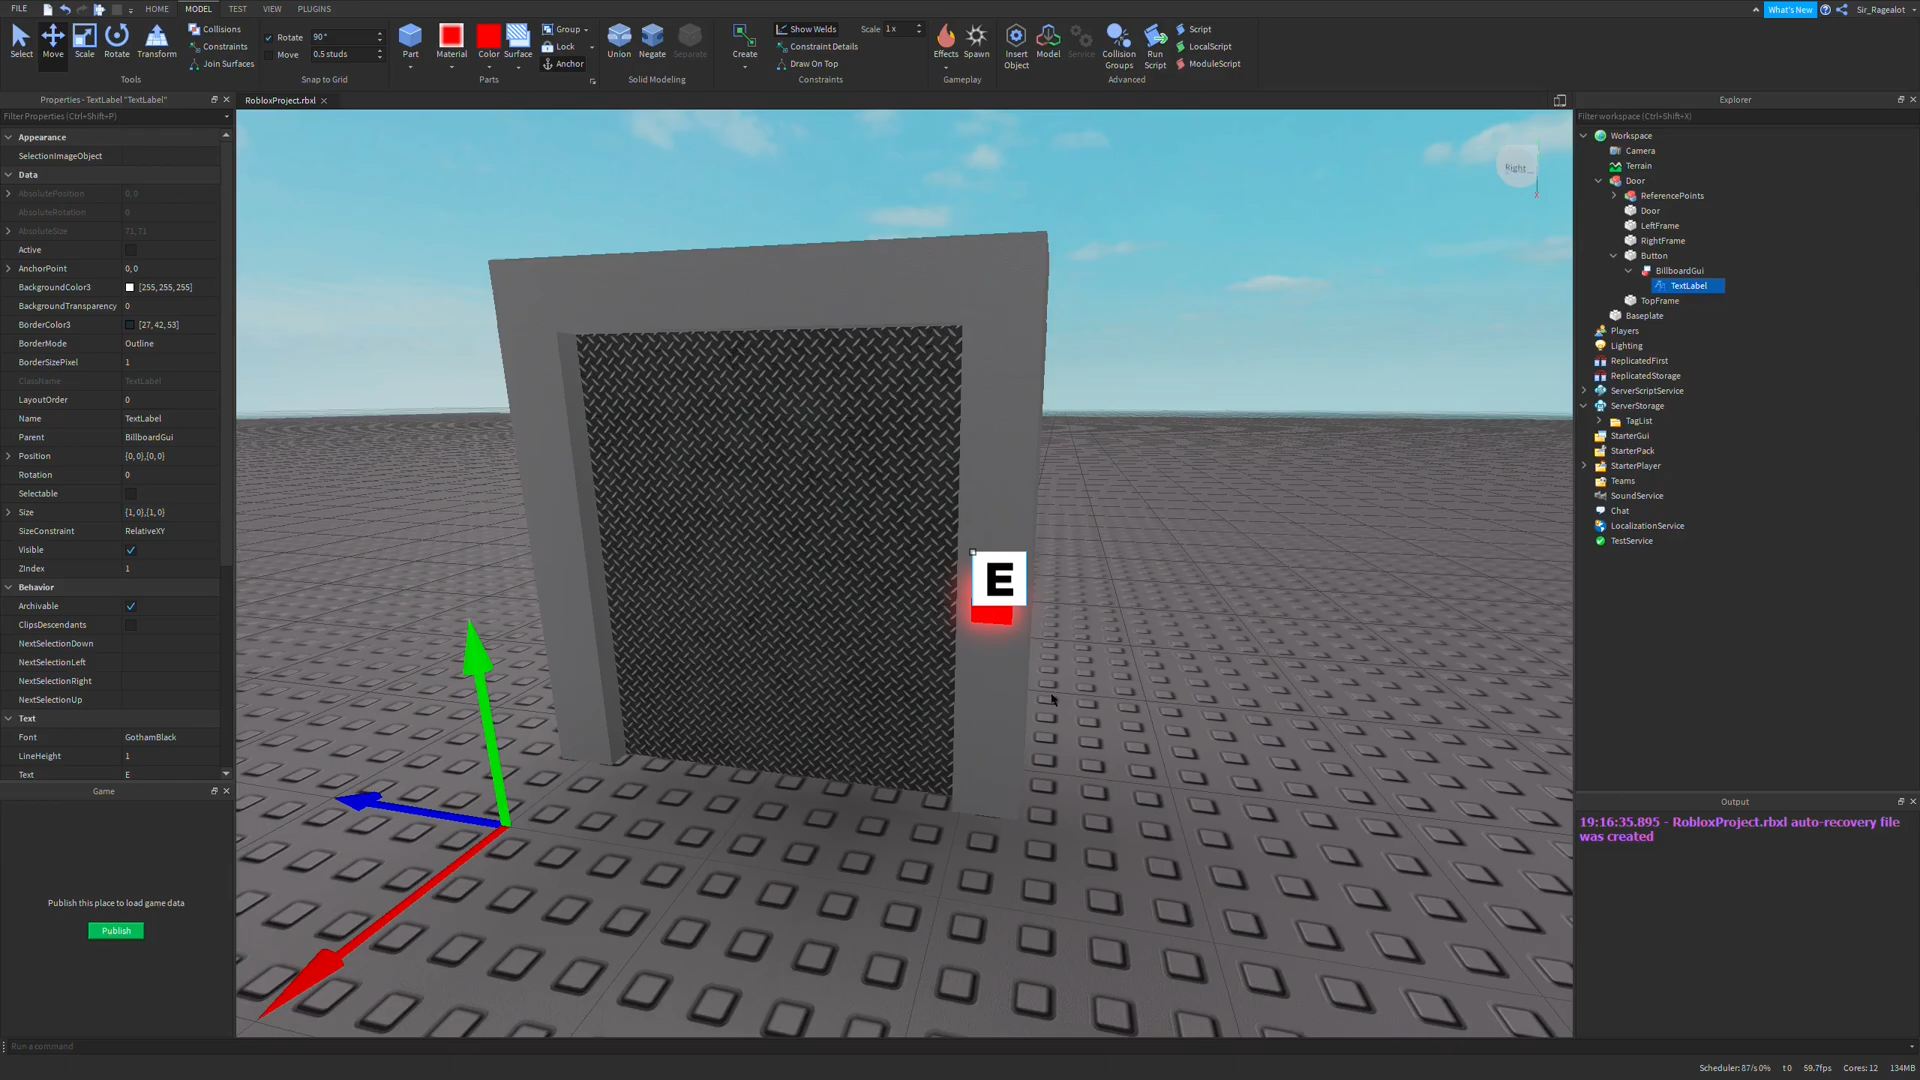 FILE
HOME
MODEL
TEST
VIEW
PLUGINS
What's New
Sir_Ragealot
Select
Move
Scale
Rotate
Transform
Tools
Collisions
Constraints
Join Surfaces
Rotate
90°
Move
0.5 studs
Snap to Grid
Part
Material
Color
Surface
Parts
Group
Lock
Anchor
Union
Negate
Separate
Solid Modeling
Create
Show Welds
Constraint Details
Draw On Top
Scale
1 x
Constraints
Effects
Spawn
Gameplay
Insert Object
Model
Service
Collision Groups
Run Script
Script
LocalScript
ModuleScript
Advanced
Properties - TextLabel "TextLabel"
Filter Properties (Ctrl+Shift+P)
Appearance
SelectionImageObject
Data
AbsolutePosition 0, 0
AbsoluteRotation 0
AbsoluteSize 71, 71
Active
AnchorPoint 0, 0
BackgroundColor3 [255, 255, 255]
BackgroundTransparency 0
BorderColor3 [27, 42, 53]
BorderMode Outline
BorderSizePixel 1
ClassName TextLabel
LayoutOrder 0
Name TextLabel
Parent BillboardGui
Position {0, 0},{0, 0}
Rotation 0
Selectable
Size {1, 0},{1, 0}
SizeConstraint RelativeXY
Visible
ZIndex 1
Behavior
Archivable
ClipsDescendants
NextSelectionDown
NextSelectionLeft
NextSelectionRight
NextSelectionUp
Text
Font GothamBlack
LineHeight 1
Text E
Game
Publish this place to load game data
Publish
RobloxProject.rbxl
Right
E
Explorer
Filter workspace (Ctrl+Shift+X)
Workspace
Camera
Terrain
Door
ReferencePoints
Door
LeftFrame
RightFrame
Button
BillboardGui
TextLabel
TopFrame
Baseplate
Players
Lighting
ReplicatedFirst
ReplicatedStorage
ServerScriptService
ServerStorage
TagList
StarterGui
StarterPack
StarterPlayer
Teams
SoundService
Chat
LocalizationService
TestService
Output
19:16:35.895 - RobloxProject.rbxl auto-recovery file
was created
Run a command
Scheduler: 87/s 0% t 0 59.7fps Cores: 12 134MB